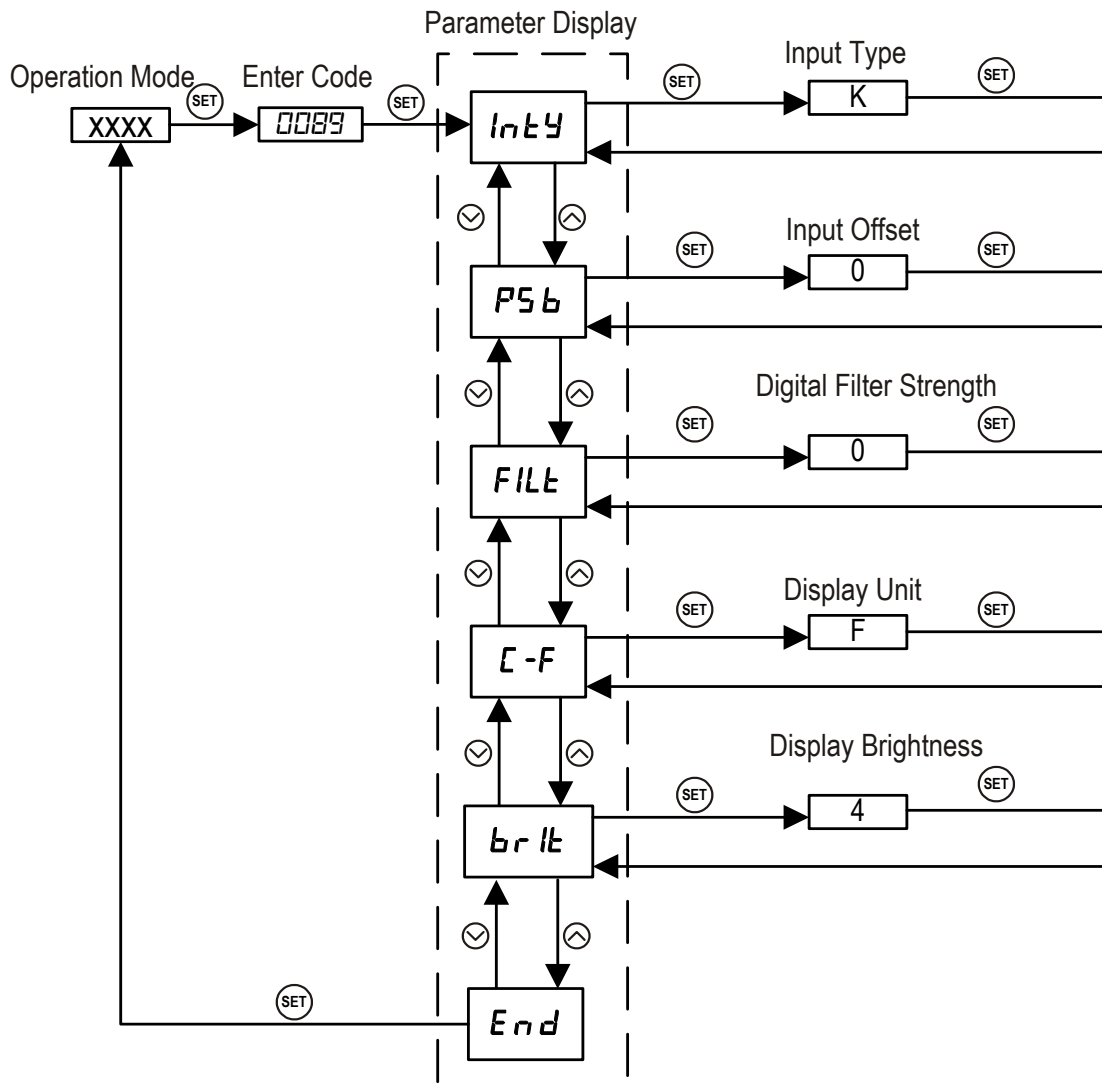 Parameter Display
Operation Mode
Enter Code
Input Type
SET
SET
SET
SET
XXXX
0089
IntY
K
Input Offset
SET
SET
PSb
0
Digital Filter Strength
SET
SET
FILt
0
Display Unit
SET
SET
C-F
F
Display Brightness
SET
SET
brIt
4
SET
End